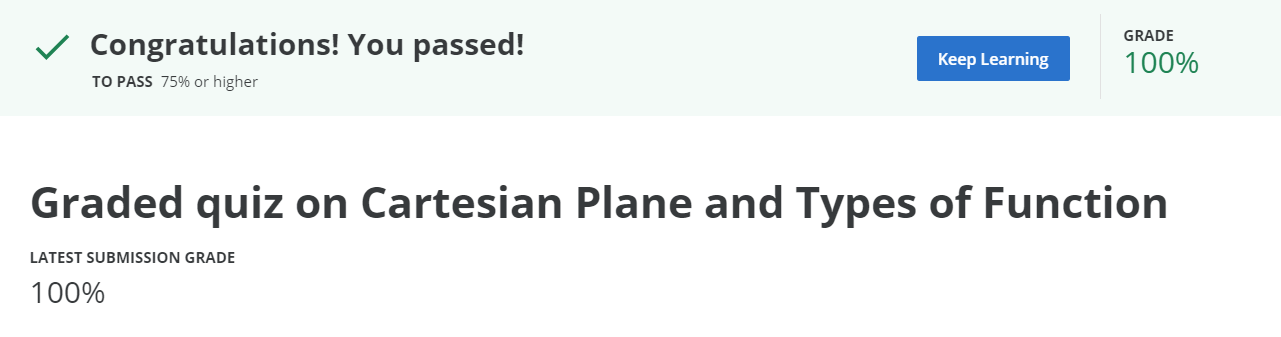 Congratulations! You passed!
TO PASS 75% or higher
Keep Learning
GRADE
100%
Graded quiz on Cartesian Plane and Types of Function
LATEST SUBMISSION GRADE
100%